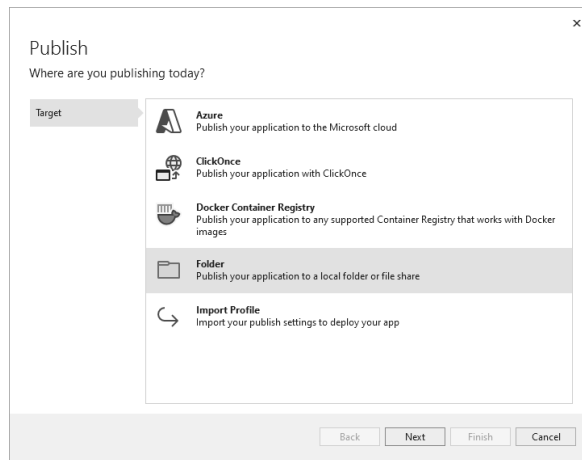 Publish
Where are you publishing today?
Target
Azure
Publish your application to the Microsoft cloud
ClickOnce
Publish your application with ClickOnce
Docker Container Registry
Publish your application to any supported Container Registry that works with Docker
images
Folder
Publish your application to a local folder or file share
Import Profile
Import your publish settings to deploy your app
Back
Next
Finish
Cancel